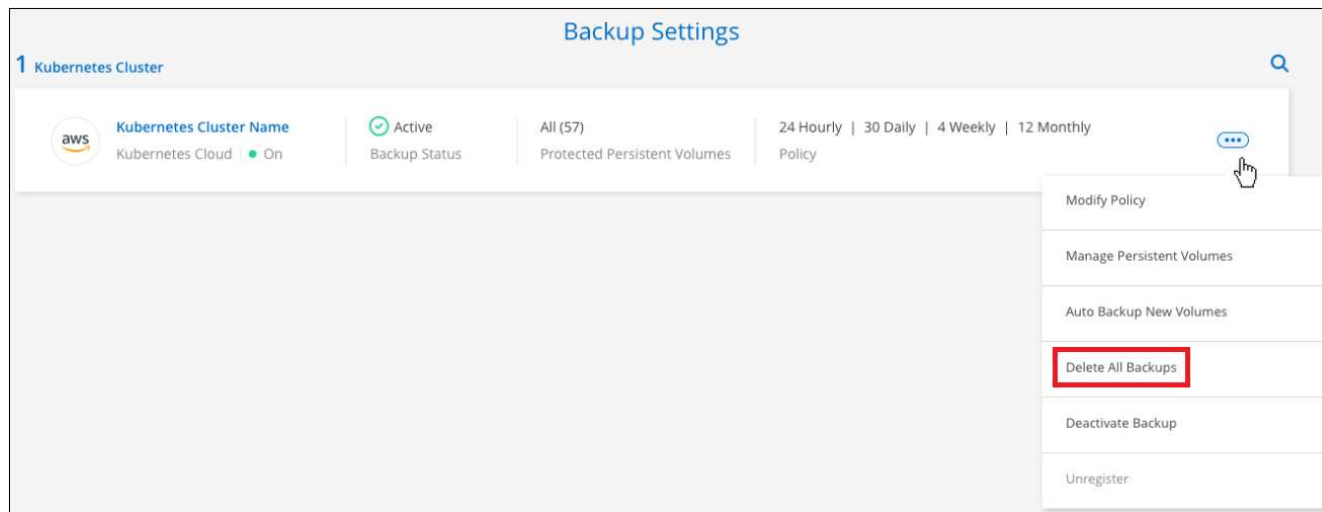 Backup Settings
1 Kubernetes Cluster
aws
Kubernetes Cluster Name
Kubernetes Cloud | On
Active
Backup Status
All (57)
Protected Persistent Volumes
24 Hourly | 30 Daily | 4 Weekly | 12 Monthly
Policy
Modify Policy
Manage Persistent Volumes
Auto Backup New Volumes
Delete All Backups
Deactivate Backup
Unregister